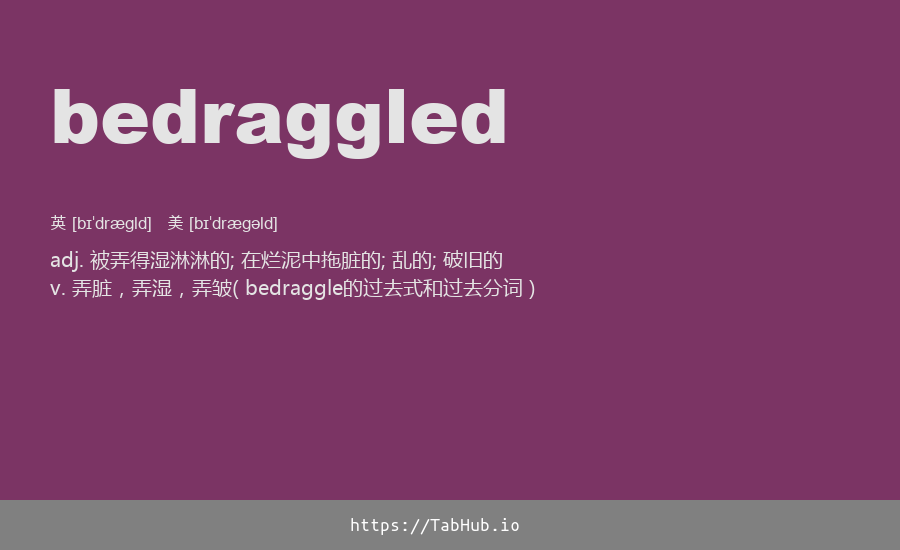 bedraggled
英 [bɪˈdrægld] 美 [bɪˈdrægəld]
adj. 被弄得湿淋淋的; 在烂泥中拖脏的; 乱的; 破旧的
v. 弄脏，弄湿，弄皱( bedraggle的过去式和过去分词 )
https://TabHub.io